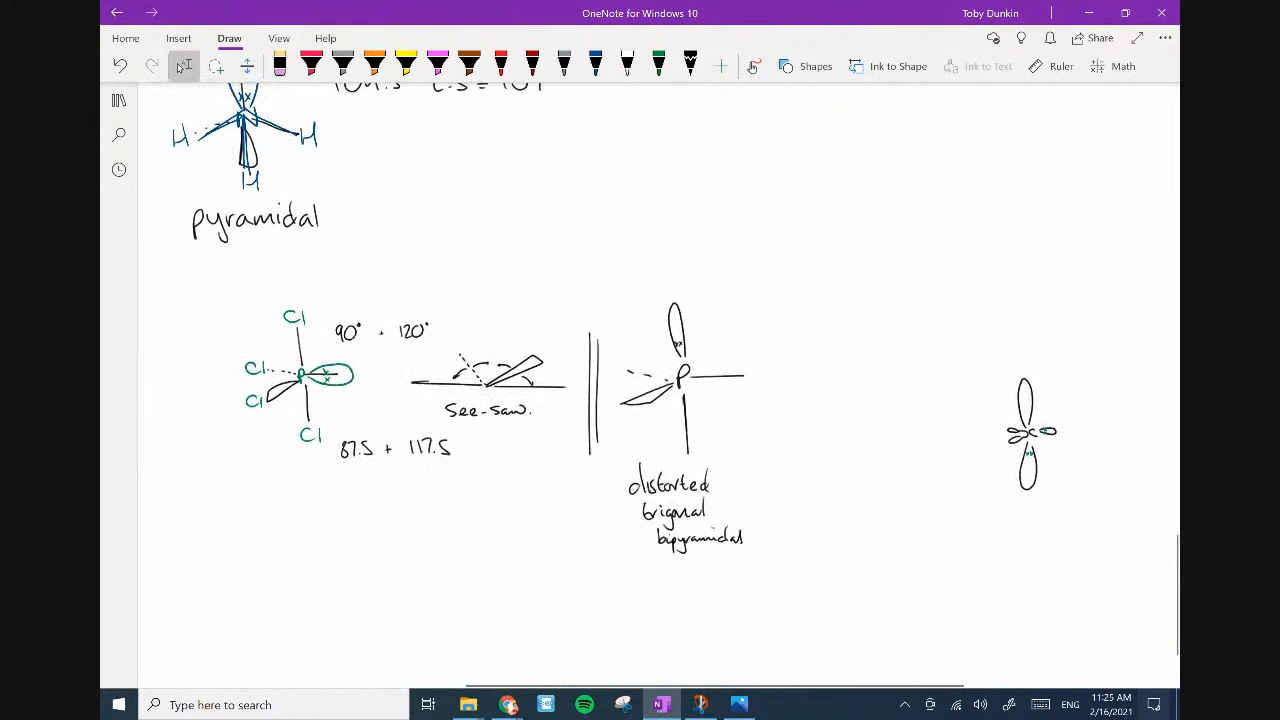 OneNote for Windows 10
Toby Dunkin
Home Insert Draw View Help
Share
Shapes Ink to Shape Ink to Text Ruler Math
H H
H
pyramidal
Cl
90° + 120°
Cl P
Cl
Cl
87.5 + 117.5
see-saw.
P
distorted
trigonal
bipyramidal
Type here to search
ENG
11:25 AM
2/16/2021